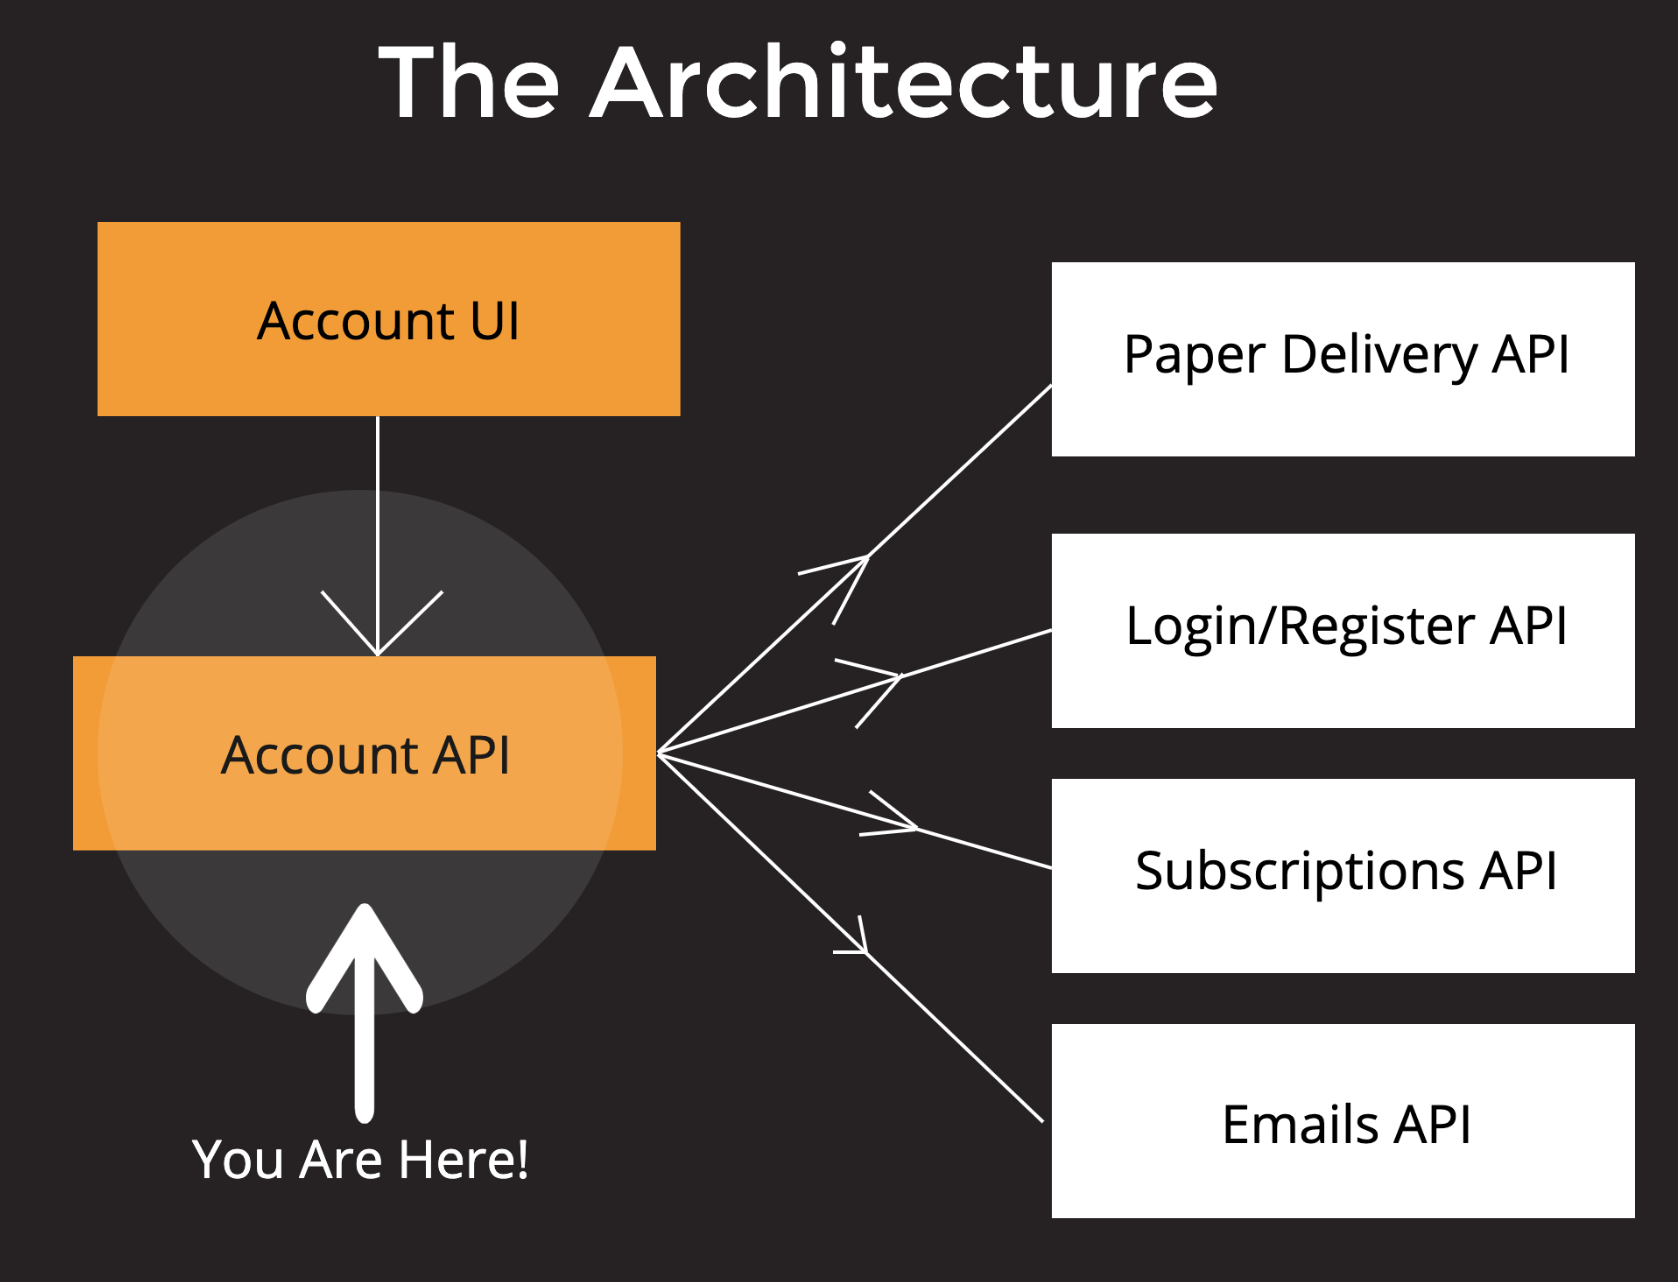 The Architecture
Account UI
Paper Delivery API
Login/Register API
Account API
Subscriptions API
Emails API
You Are Here!